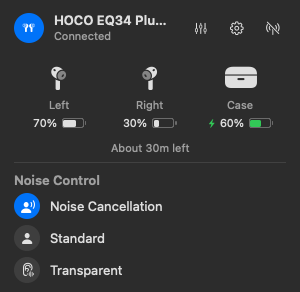 HOCO EQ34 Plu...
Connected
Left Right Case
70% 30% 60%
About 30m left
Noise Control
Noise Cancellation
Standard
Transparent